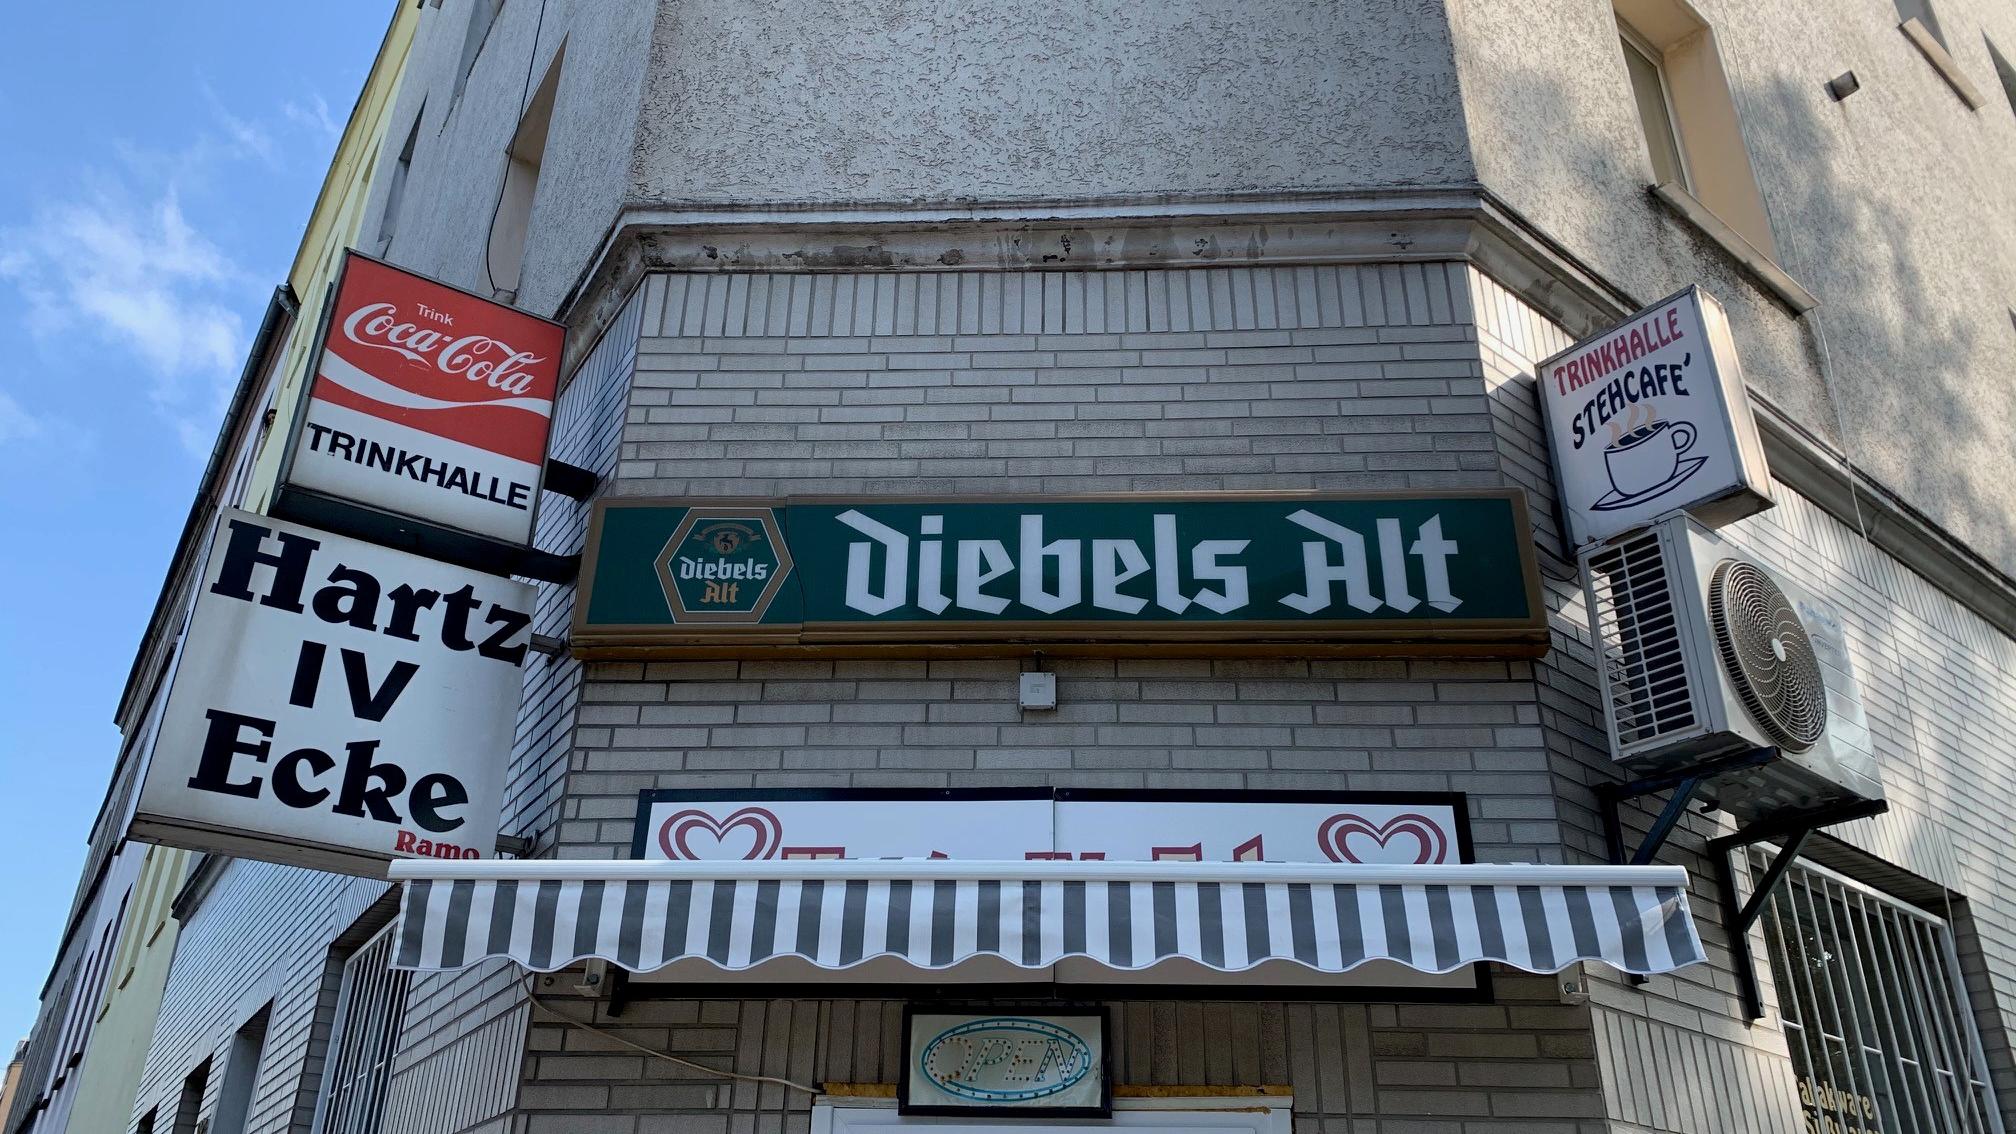 Trink
Coca-Cola
TRINKHALLE
Hartz
IV
Ecke
Ramo
diebels
Alt
diebels Alt
TRINKHALLE
STEHCAFE´
OPEN